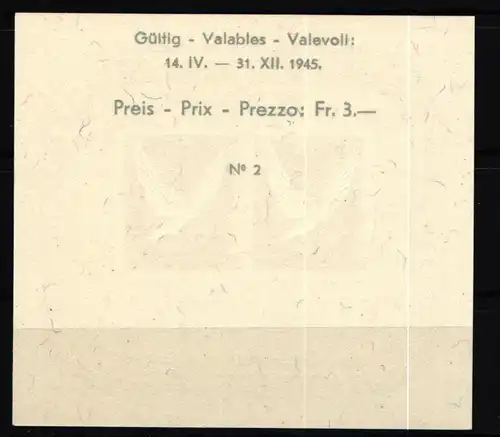 Gültig - Valables - Valevoli:
14. IV. — 31. XII. 1945.
Preis - Prix - Prezzo: Fr. 3.—
Nº 2